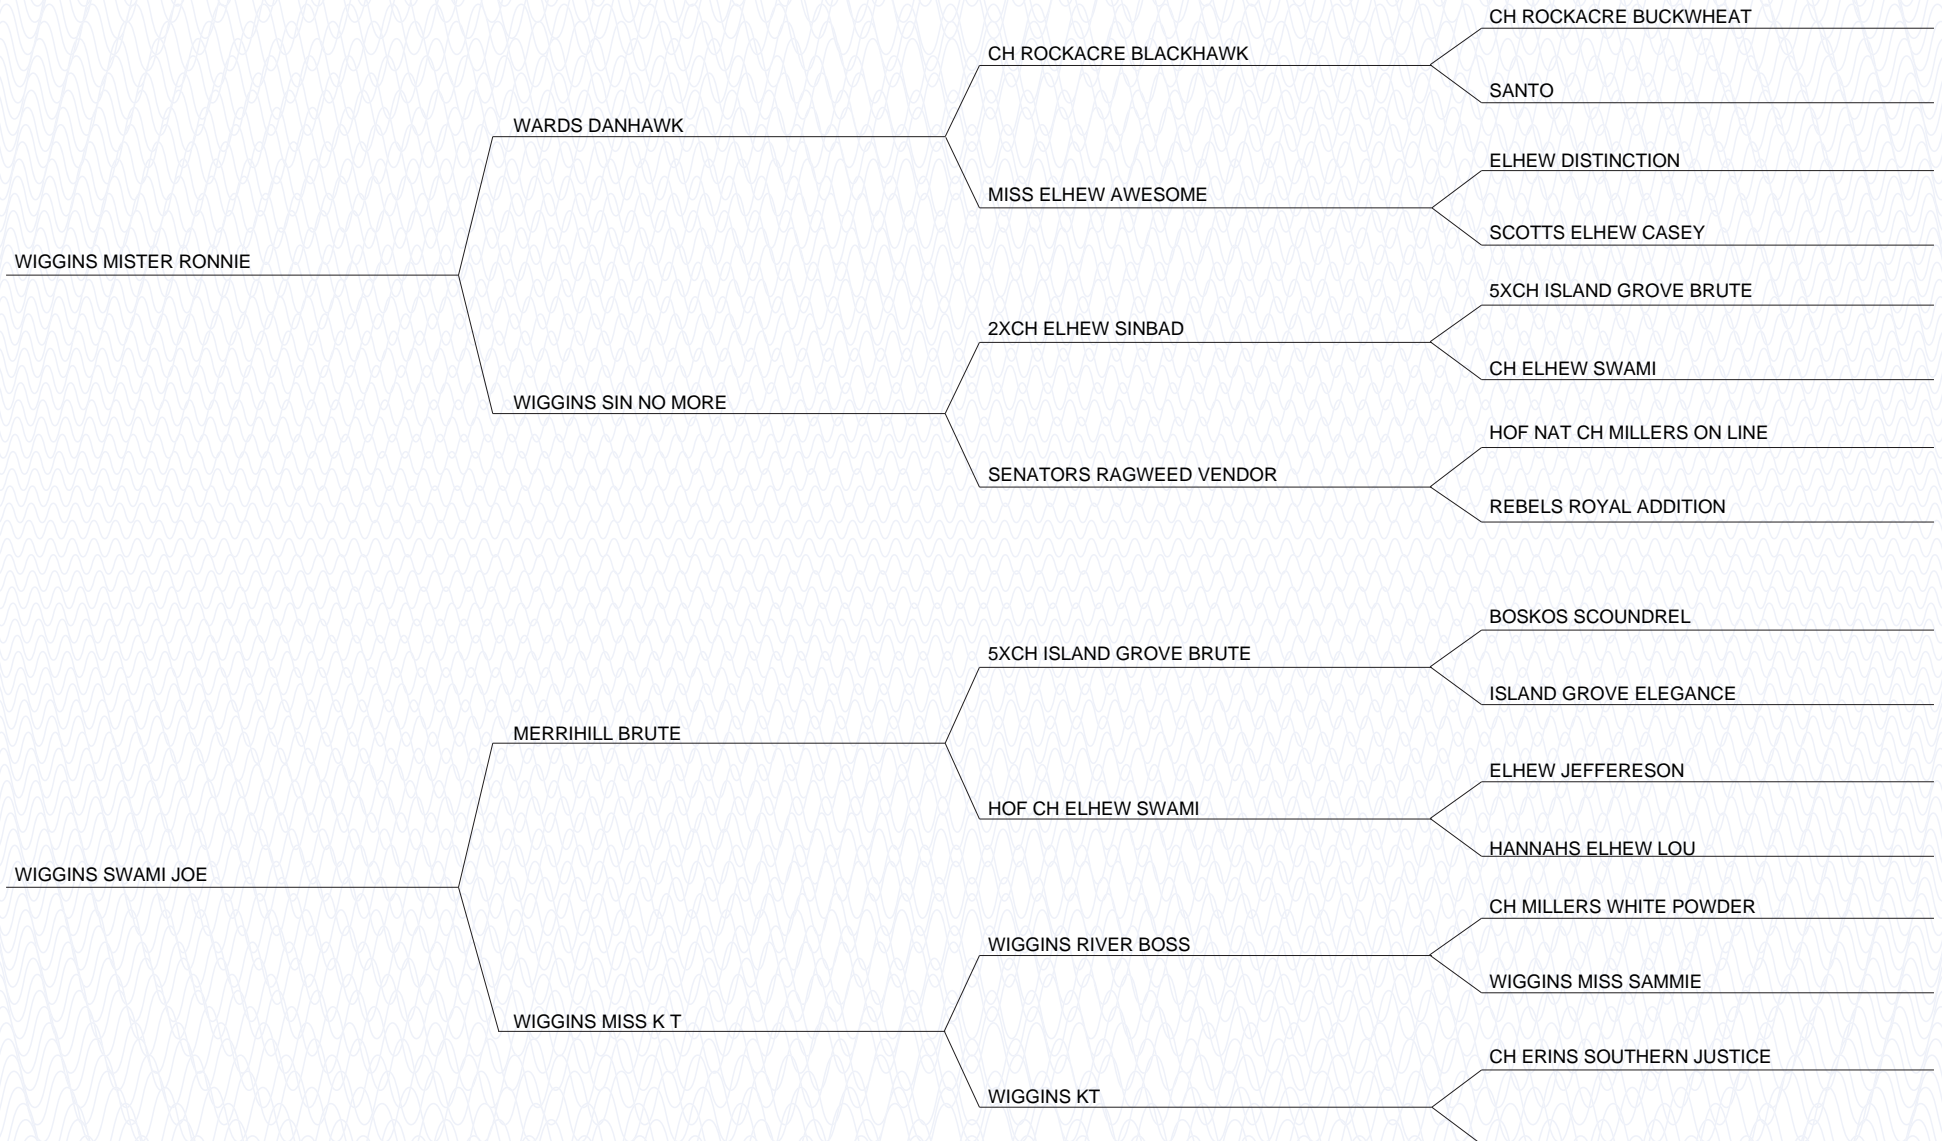 CH ROCKACRE BUCKWHEAT
CH ROCKACRE BLACKHAWK
SANTO
WARDS DANHAWK
ELHEW DISTINCTION
MISS ELHEW AWESOME
SCOTTS ELHEW CASEY
WIGGINS MISTER RONNIE
5XCH ISLAND GROVE BRUTE
2XCH ELHEW SINBAD
CH ELHEW SWAMI
WIGGINS SIN NO MORE
HOF NAT CH MILLERS ON LINE
SENATORS RAGWEED VENDOR
REBELS ROYAL ADDITION
BOSKOS SCOUNDREL
5XCH ISLAND GROVE BRUTE
ISLAND GROVE ELEGANCE
MERRIHILL BRUTE
ELHEW JEFFERESON
HOF CH ELHEW SWAMI
HANNAHS ELHEW LOU
WIGGINS SWAMI JOE
CH MILLERS WHITE POWDER
WIGGINS RIVER BOSS
WIGGINS MISS SAMMIE
WIGGINS MISS K T
CH ERINS SOUTHERN JUSTICE
WIGGINS KT